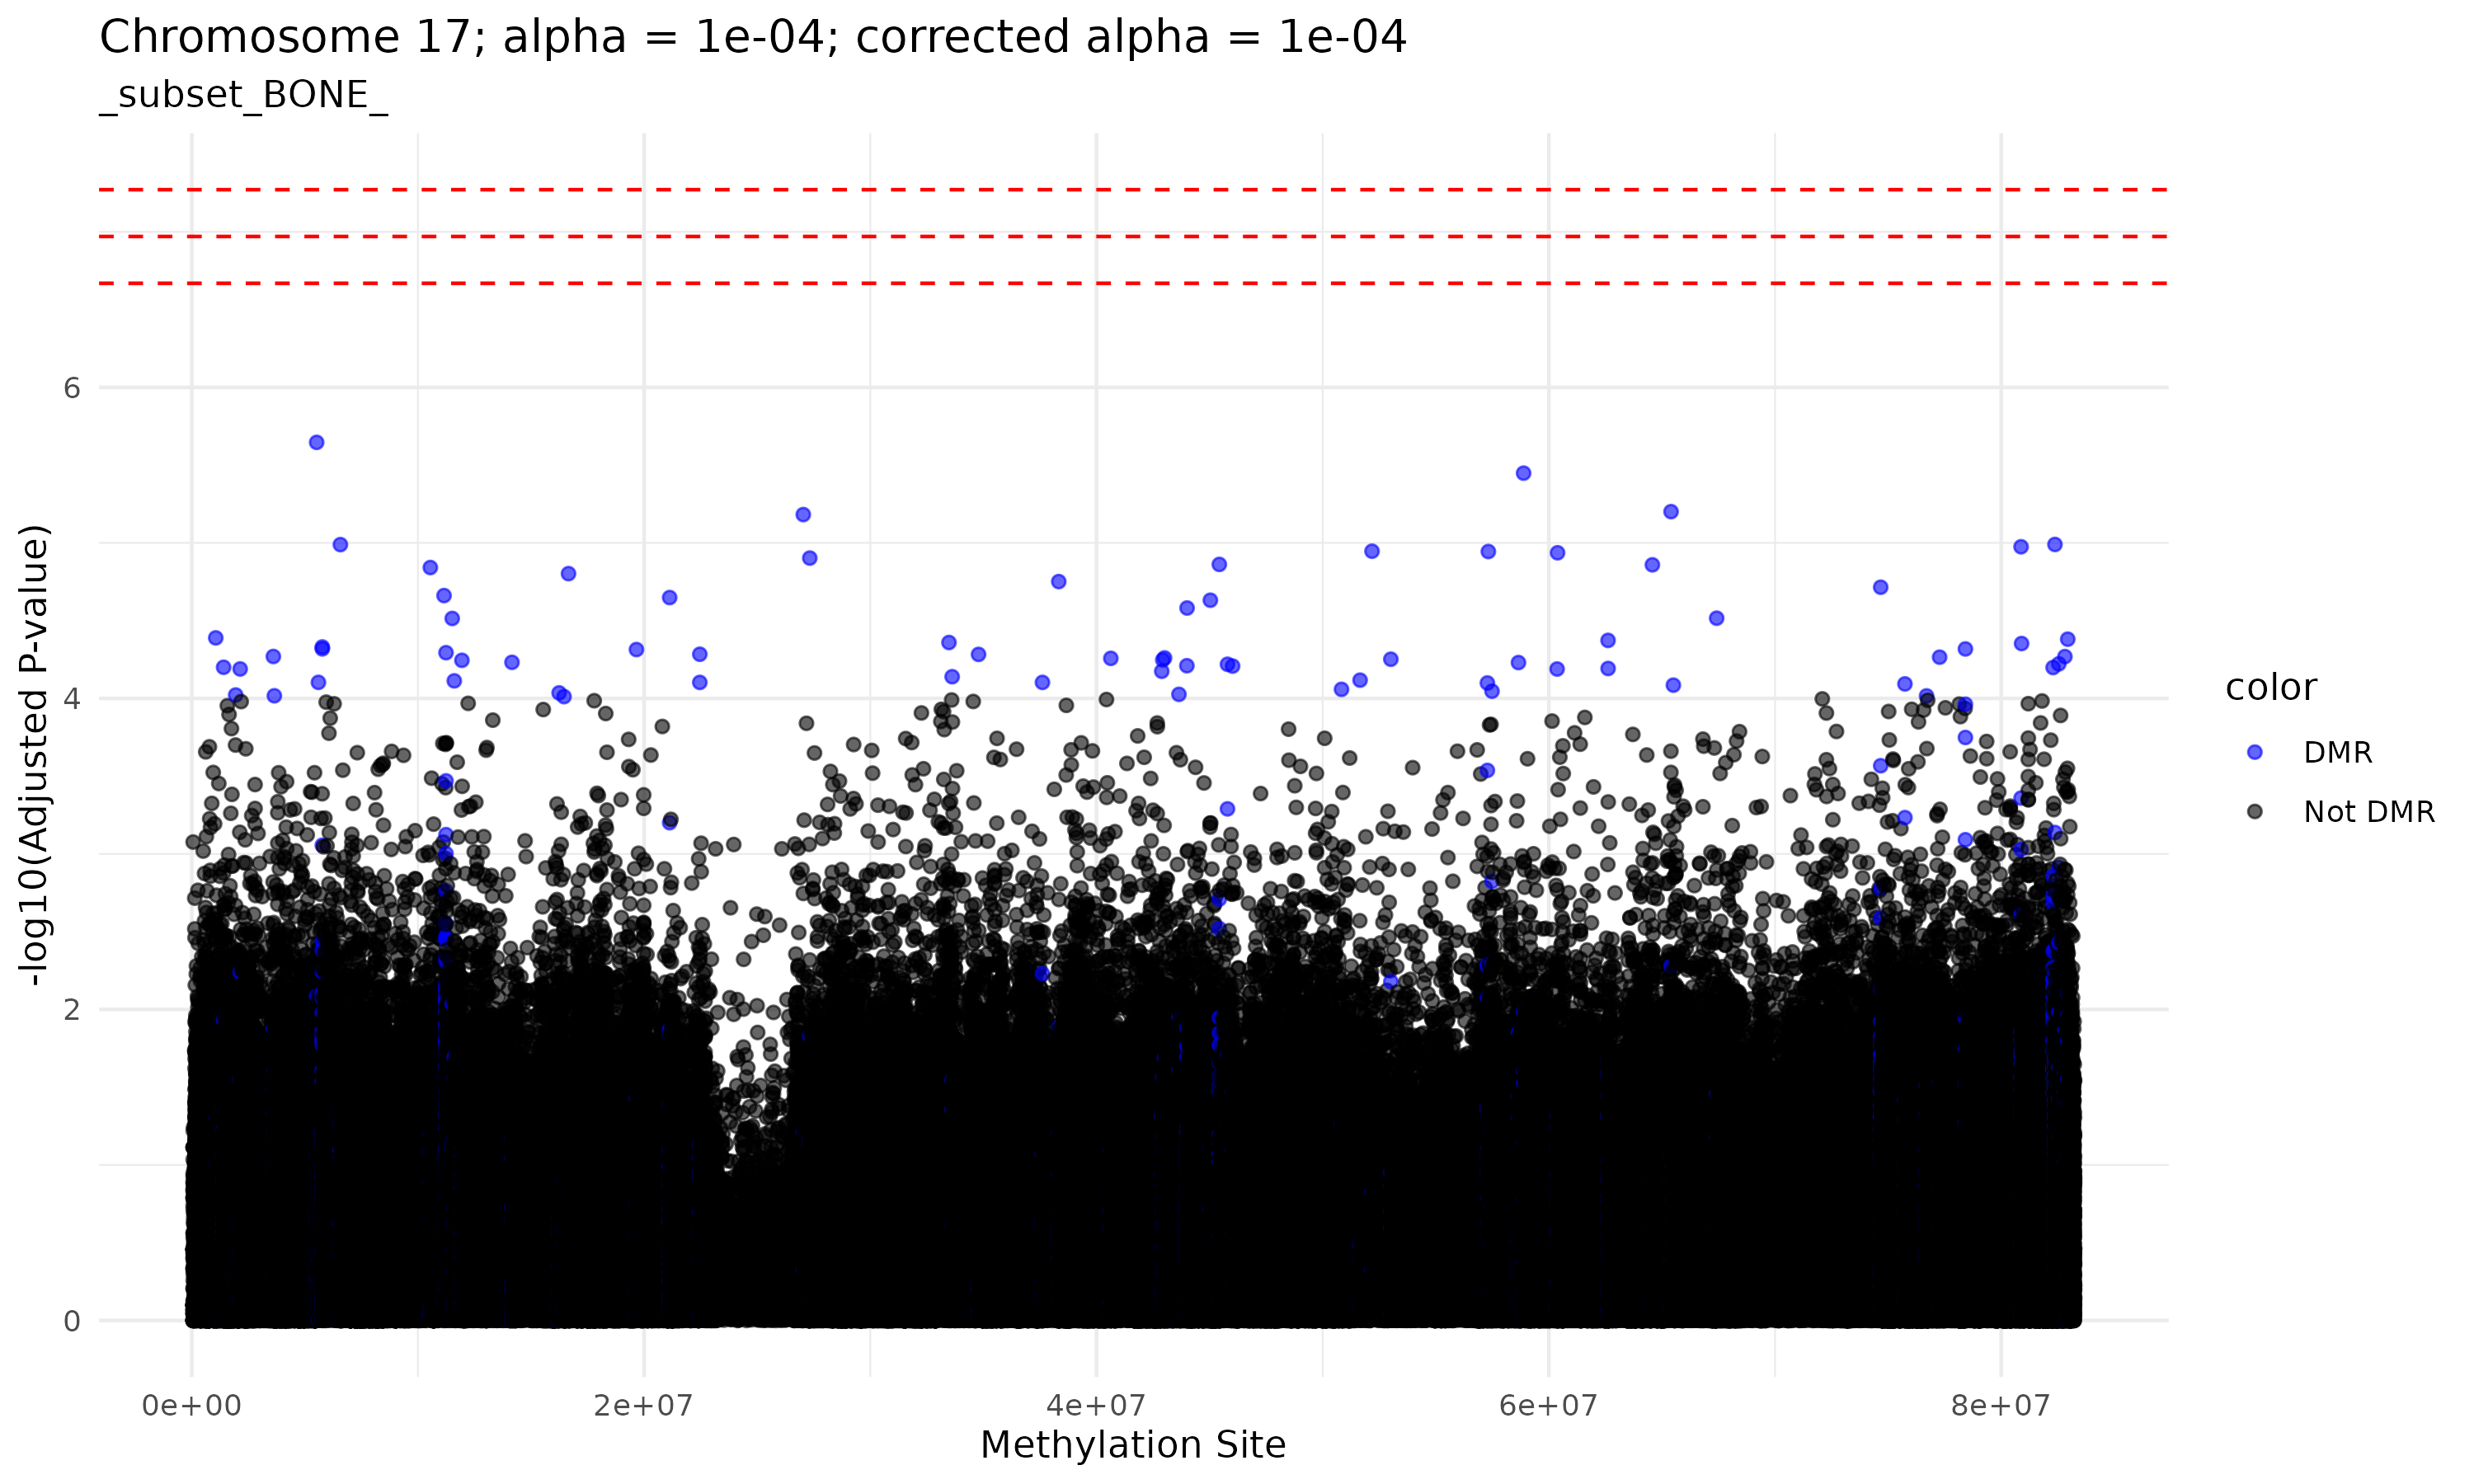 Chromosome 17; alpha = 1e-04; corrected alpha = 1e-04
_subset_BONE_
-log10(Adjusted P-value)
6
4
2
0
0e+00 2e+07 4e+07 6e+07 8e+07
Methylation Site
color
DMR
Not DMR